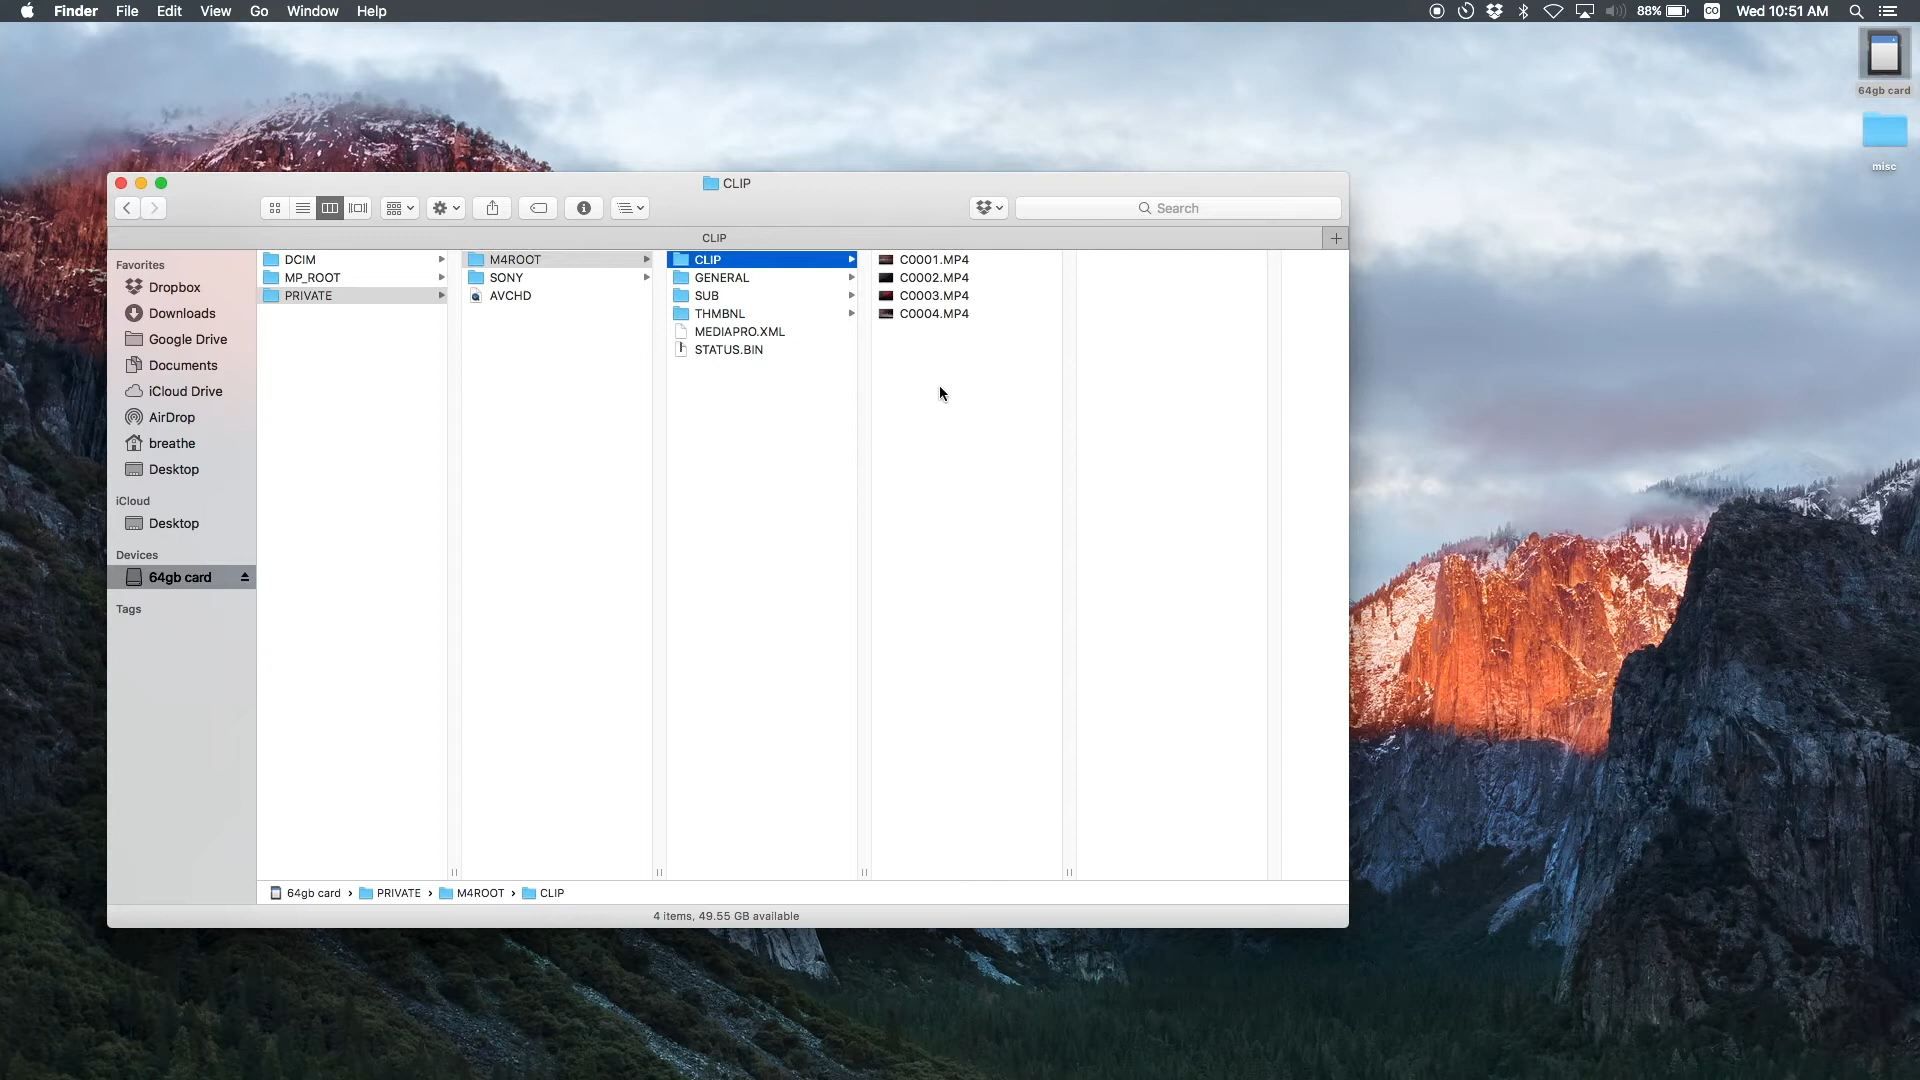 Finder File Edit View Go Window Help 88% CO Wed 10:51 AM
64gb card
misc
CLIP
Search
CLIP
Favorites
Dropbox
Downloads
Google Drive
Documents
iCloud Drive
AirDrop
breathe
Desktop
iCloud
Desktop
Devices
64gb card
Tags
DCIM
MP_ROOT
PRIVATE
M4ROOT
SONY
AVCHD
CLIP
GENERAL
SUB
THMBNL
MEDIAPRO.XML
STATUS.BIN
C0001.MP4
C0002.MP4
C0003.MP4
C0004.MP4
64gb card › PRIVATE › M4ROOT › CLIP
4 items, 49.55 GB available